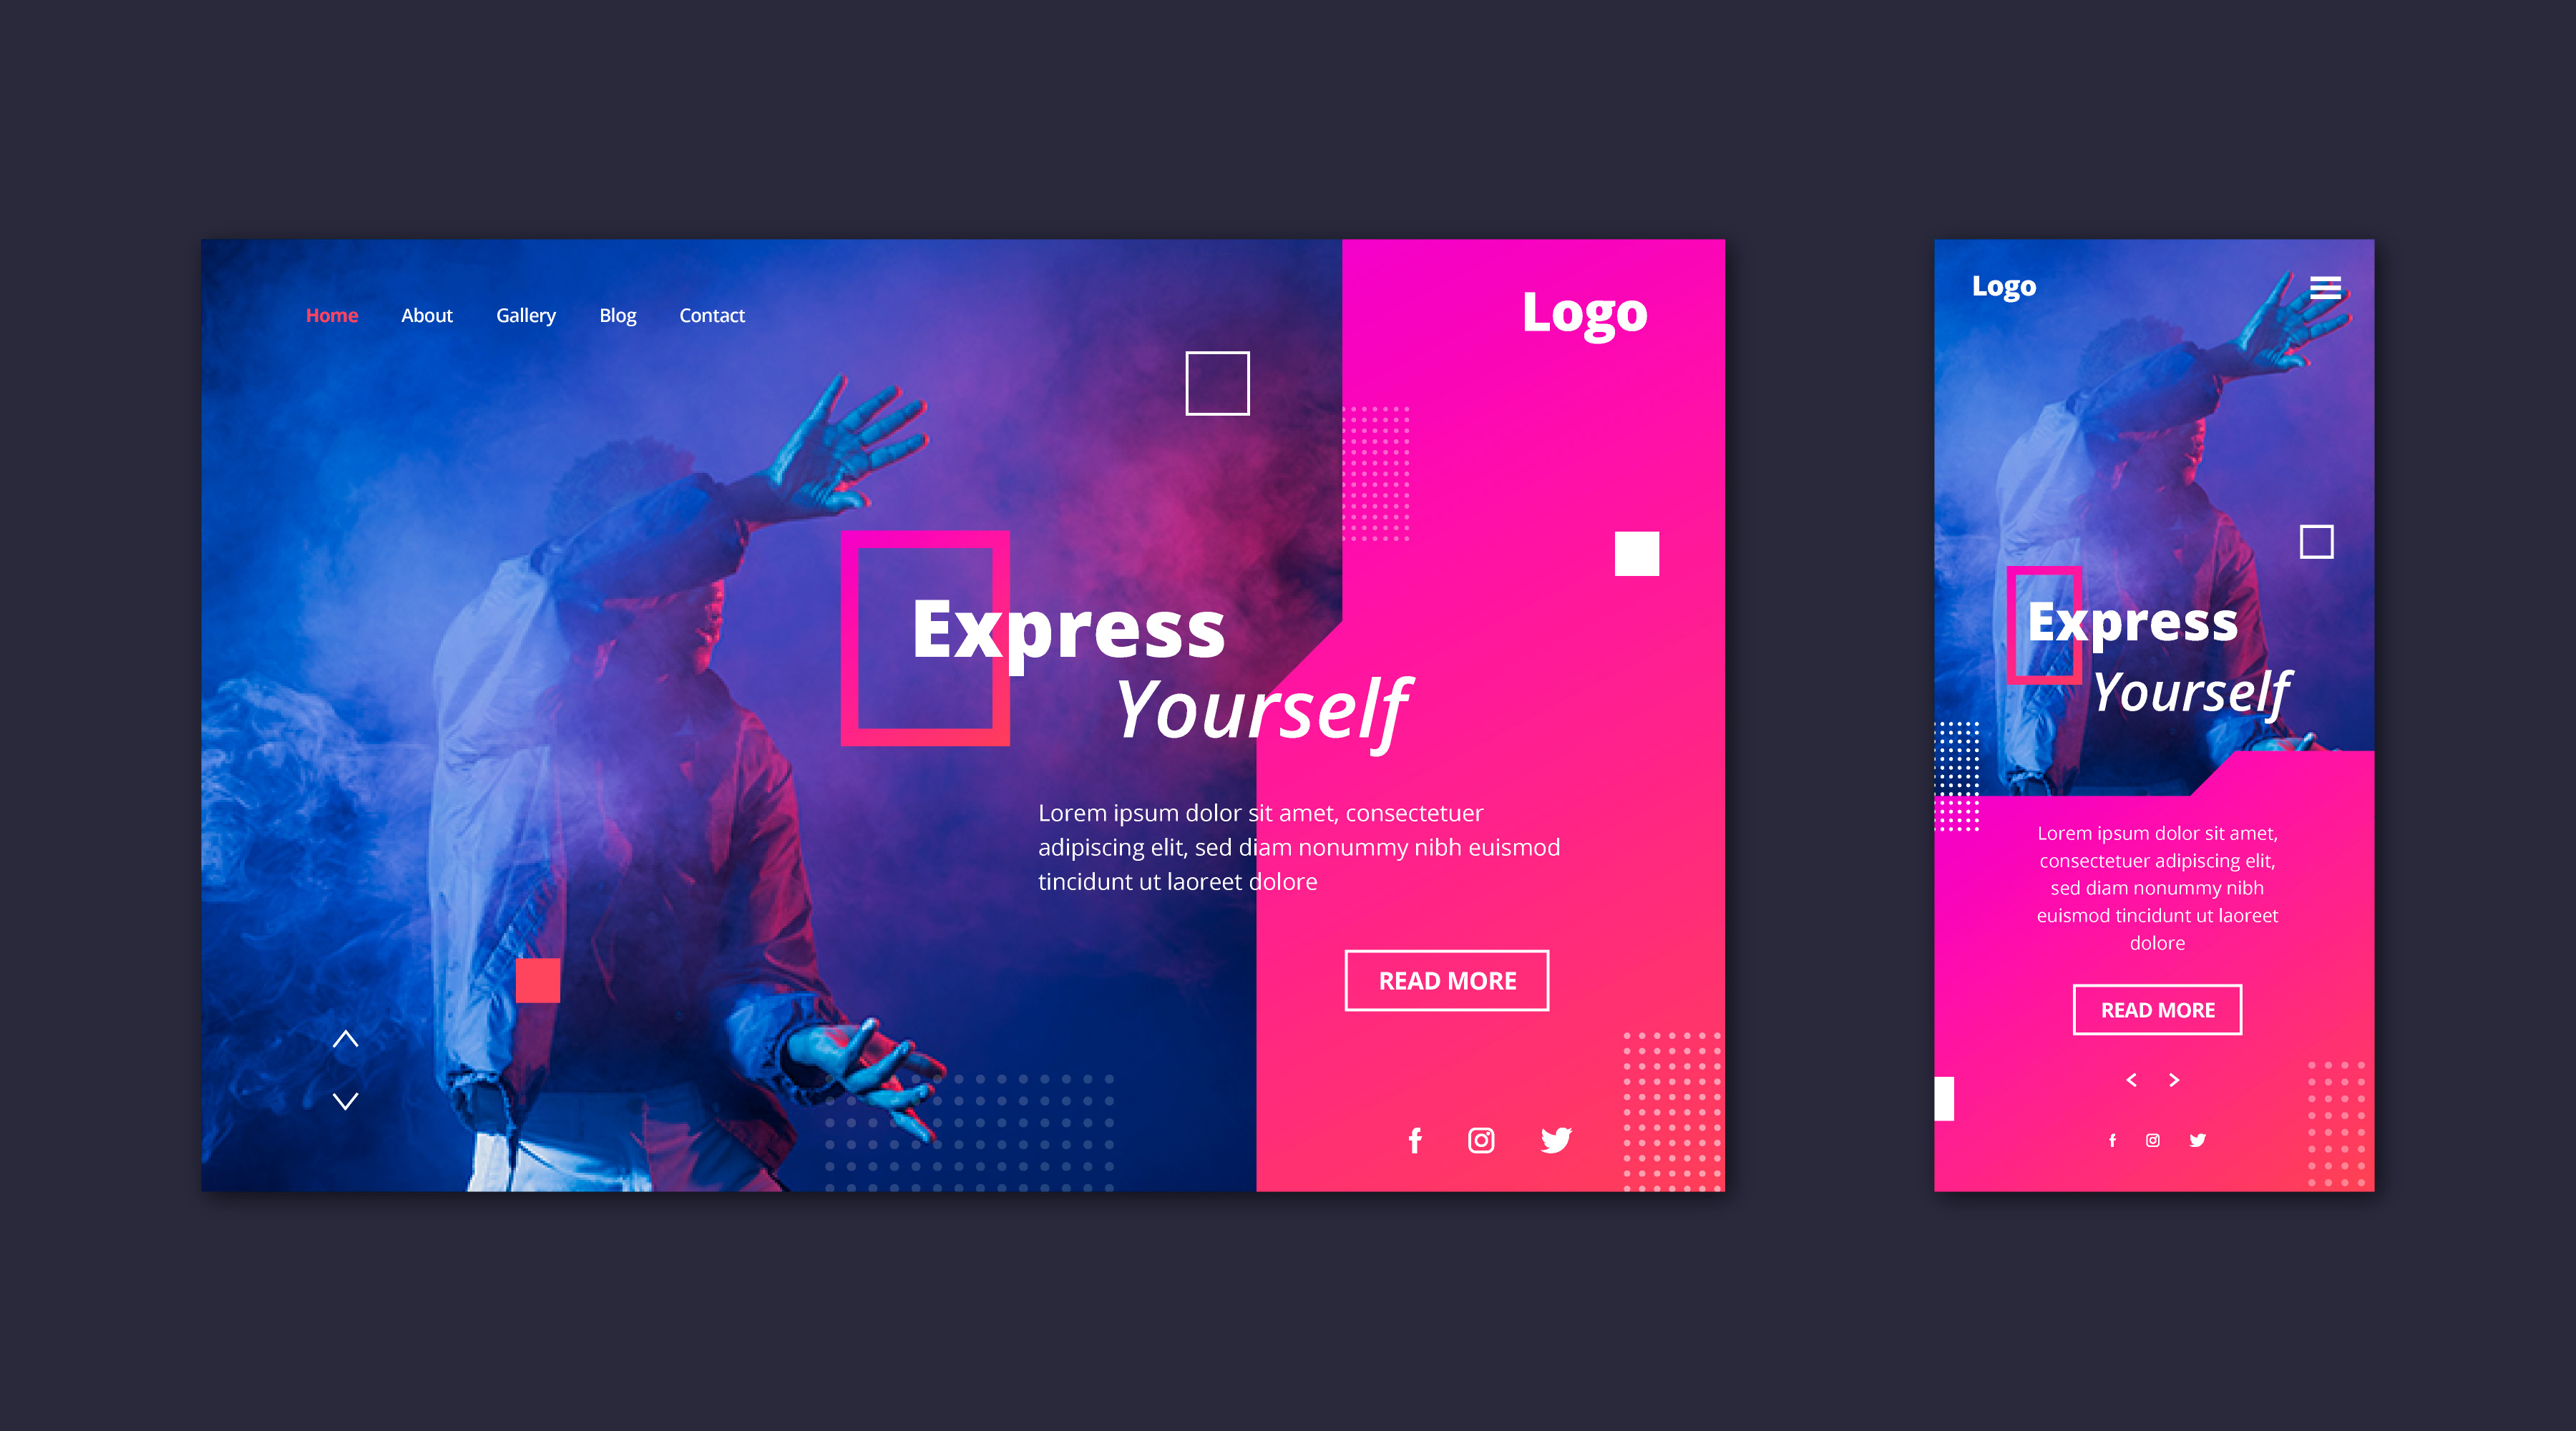 Home About Gallery Blog Contact
Logo
Express
Yourself
Lorem ipsum dolor sit amet, consectetuer
adipiscing elit, sed diam nonummy nibh euismod
tincidunt ut laoreet dolore
READ MORE
Logo
Express
Yourself
Lorem ipsum dolor sit amet,
consectetuer adipiscing elit,
sed diam nonummy nibh
euismod tincidunt ut laoreet
dolore
READ MORE